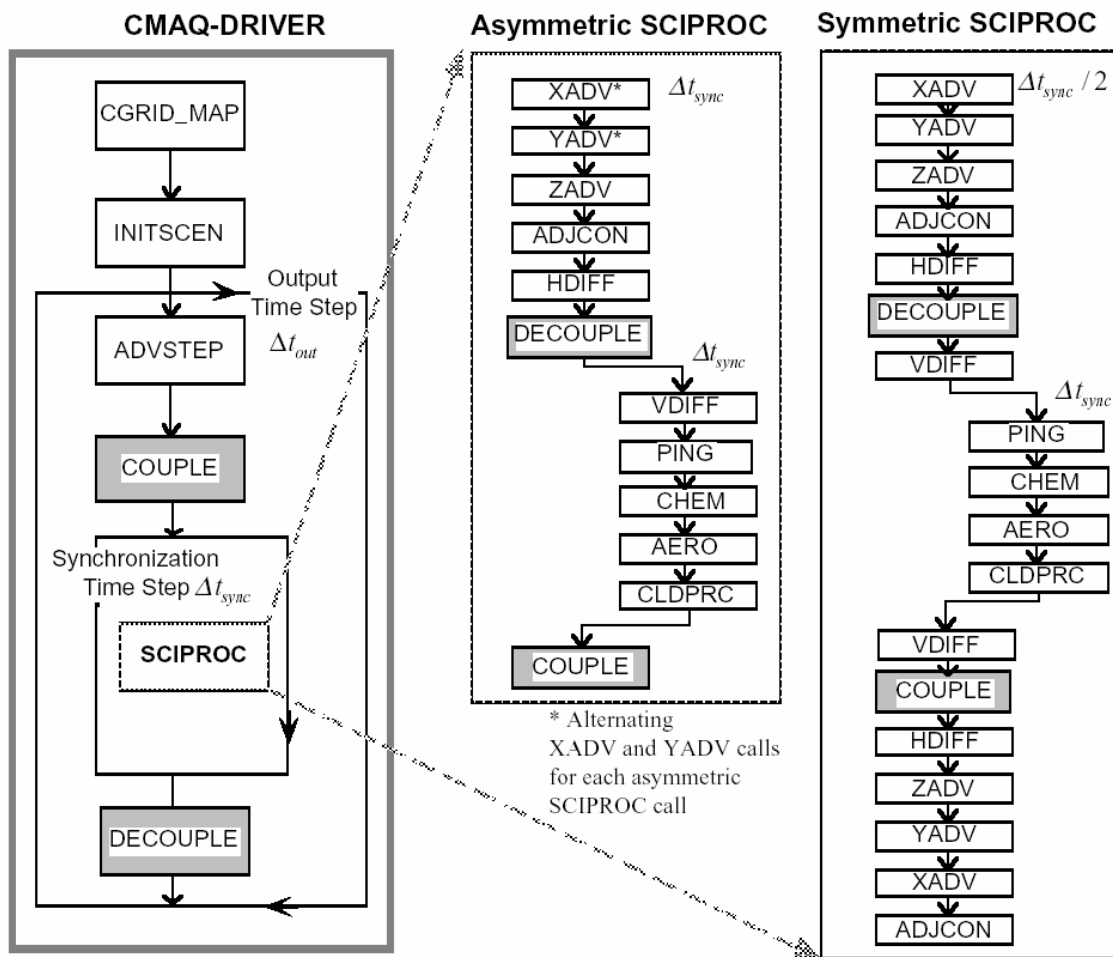 CMAQ-DRIVER
CGRID_MAP
INITSCEN
Output
Time Step
Δt_out
ADVSTEP
COUPLE
Synchronization
Time Step Δt_sync
SCIPROC
DECOUPLE
Asymmetric SCIPROC
XADV*
Δt_sync
YADV*
ZADV
ADJCON
HDIFF
DECOUPLE
Δt_sync
VDIFF
PING
CHEM
AERO
CLDPRC
COUPLE
* Alternating
XADV and YADV calls
for each asymmetric
SCIPROC call
Symmetric SCIPROC
XADV
Δt_sync / 2
YADV
ZADV
ADJCON
HDIFF
DECOUPLE
VDIFF
Δt_sync
PING
CHEM
AERO
CLDPRC
VDIFF
COUPLE
HDIFF
ZADV
YADV
XADV
ADJCON